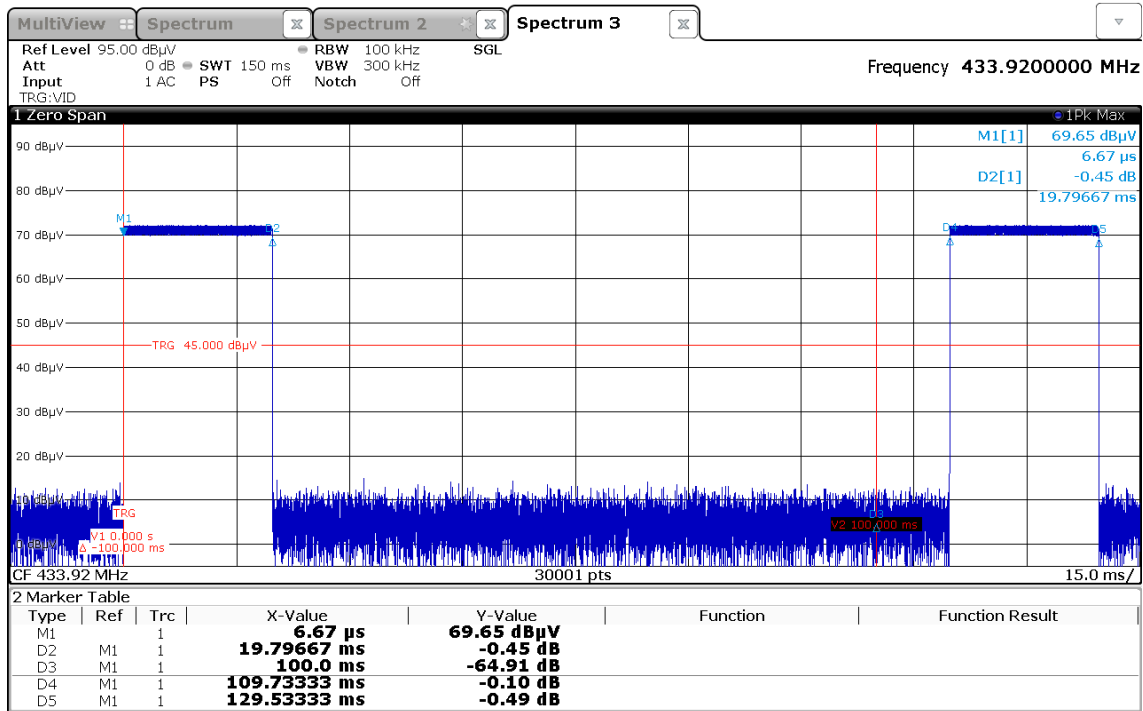 MultiView Spectrum Spectrum 2 Spectrum 3
Ref Level 95.00 dBµV RBW 100 kHz SGL
Att 0 dB SWT 150 ms VBW 300 kHz
Input 1 AC PS Off Notch Off
Frequency 433.9200000 MHz
TRG:VID
1 Zero Span 1Pk Max
M1[1] 69.65 dBµV
6.67 µs
D2[1] -0.45 dB
19.79667 ms
90 dBµV
80 dBµV
M1
D2
D4
D5
70 dBµV
60 dBµV
50 dBµV
TRG 45.000 dBµV
40 dBµV
30 dBµV
20 dBµV
10 dBµV
TRG
D3
V2 100.000 ms
V1 0.000 s
0 dBµV
Δ -100.000 ms
CF 433.92 MHz 30001 pts 15.0 ms/
2 Marker Table
Type Ref Trc X-Value Y-Value Function Function Result
M1 1 6.67 µs 69.65 dBµV
D2 M1 1 19.79667 ms -0.45 dB
D3 M1 1 100.0 ms -64.91 dB
D4 M1 1 109.73333 ms -0.10 dB
D5 M1 1 129.53333 ms -0.49 dB